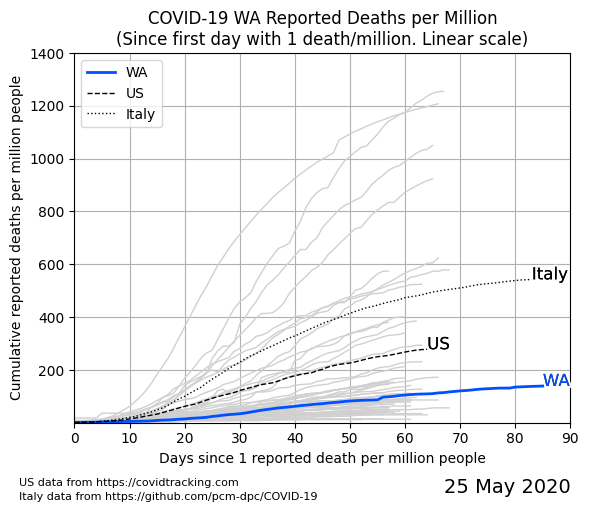 COVID-19 WA Reported Deaths per Million
(Since first day with 1 death/million. Linear scale)
Cumulative reported deaths per million people
1400
1200
1000
800
600
400
200
WA
US
Italy
Italy
US
WA
0
10
20
30
40
50
60
70
80
90
Days since 1 reported death per million people
US data from https://covidtracking.com
Italy data from https://github.com/pcm-dpc/COVID-19
25 May 2020